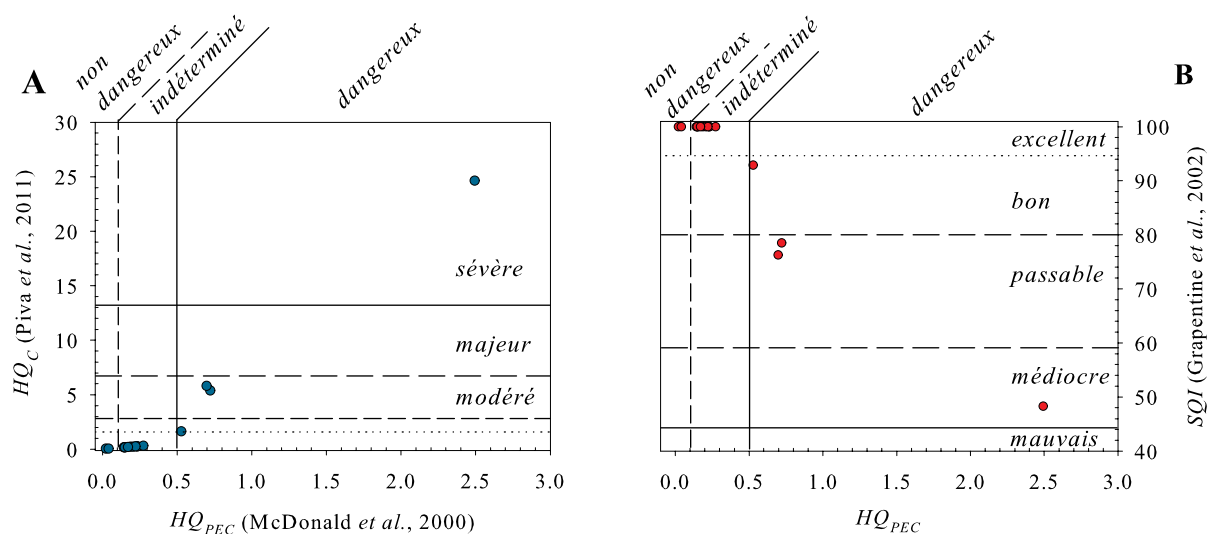 A
non
dangereux
indéterminé
dangereux
30
25
20
15
10
5
0
HQ_C (Piva et al., 2011)
sévère
majeur
modéré
0.0 0.5 1.0 1.5 2.0 2.5 3.0
HQ_PEC (McDonald et al., 2000)
B
non
dangereux
indéterminé
dangereux
excellent
bon
passable
médiocre
mauvais
100
90
80
70
60
50
40
SQI (Grapentine et al., 2002)
0.0 0.5 1.0 1.5 2.0 2.5 3.0
HQ_PEC